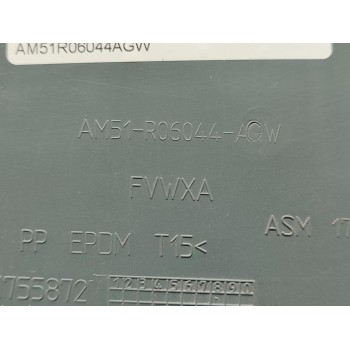 AM51R06044AGW
AM51-R06044-AGW
FVWXA
PP EPDM T15<
ASM 17
755872
1 2 3 4 5 6 7 8 9 0